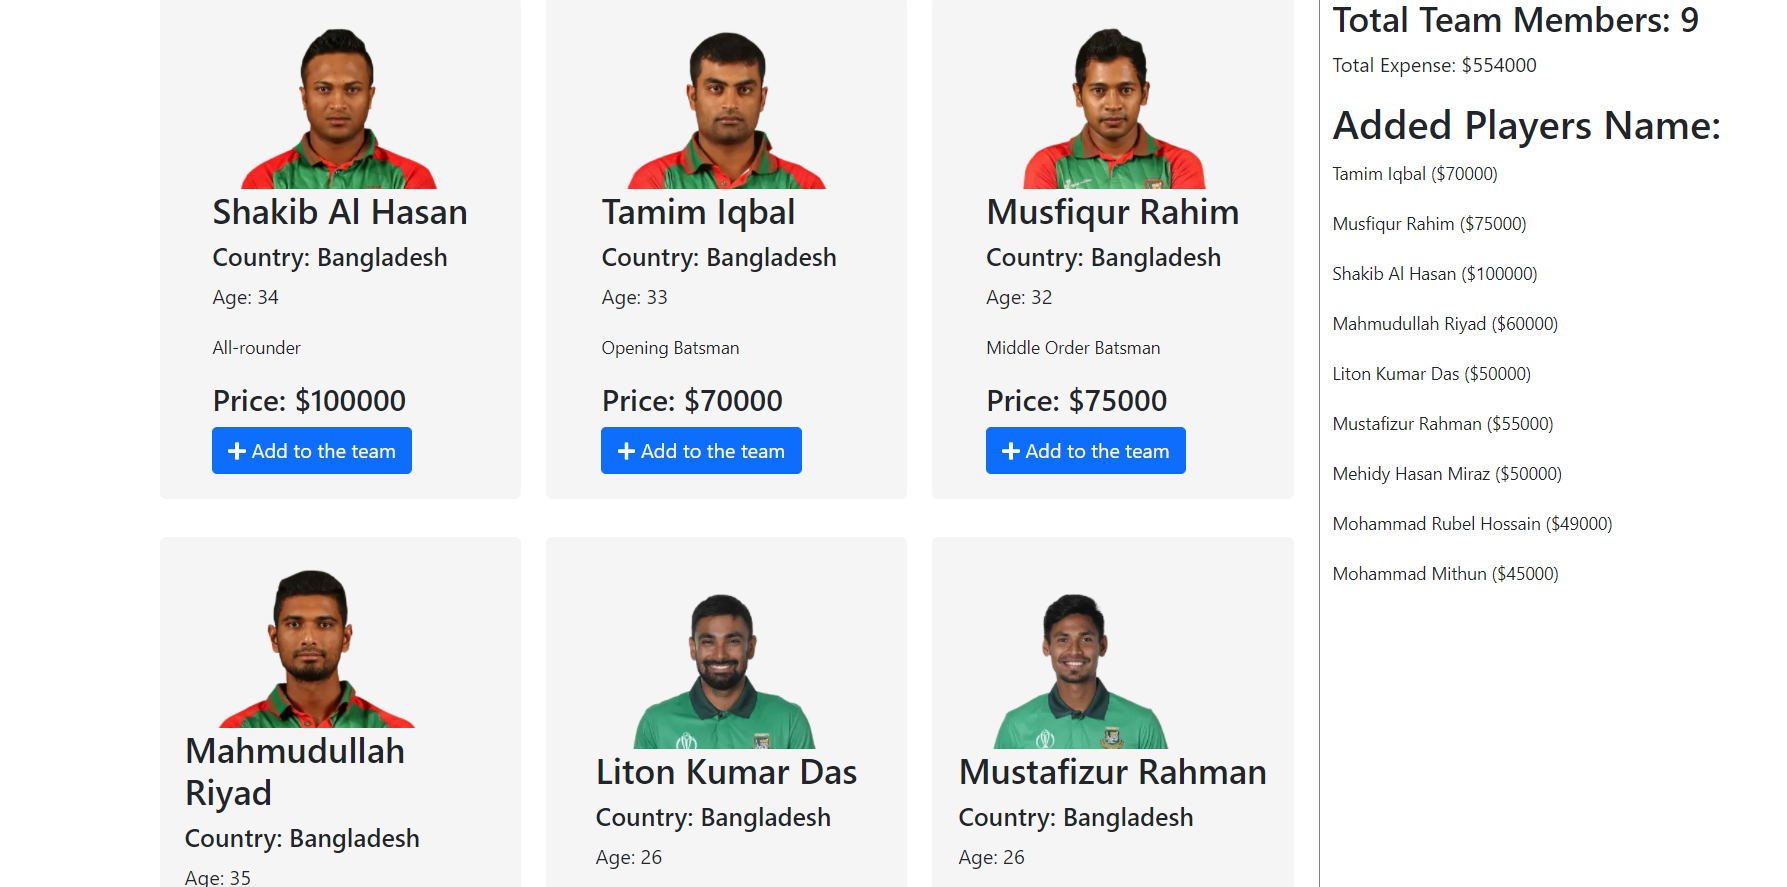 Shakib Al Hasan
Country: Bangladesh
Age: 34
All-rounder
Price: $100000
Add to the team
Tamim Iqbal
Country: Bangladesh
Age: 33
Opening Batsman
Price: $70000
Add to the team
Musfiqur Rahim
Country: Bangladesh
Age: 32
Middle Order Batsman
Price: $75000
Add to the team
Mahmudullah
Riyad
Country: Bangladesh
Age: 35
Liton Kumar Das
Country: Bangladesh
Age: 26
Mustafizur Rahman
Country: Bangladesh
Age: 26
Total Team Members: 9
Total Expense: $554000
Added Players Name:
Tamim Iqbal ($70000)
Musfiqur Rahim ($75000)
Shakib Al Hasan ($100000)
Mahmudullah Riyad ($60000)
Liton Kumar Das ($50000)
Mustafizur Rahman ($55000)
Mehidy Hasan Miraz ($50000)
Mohammad Rubel Hossain ($49000)
Mohammad Mithun ($45000)